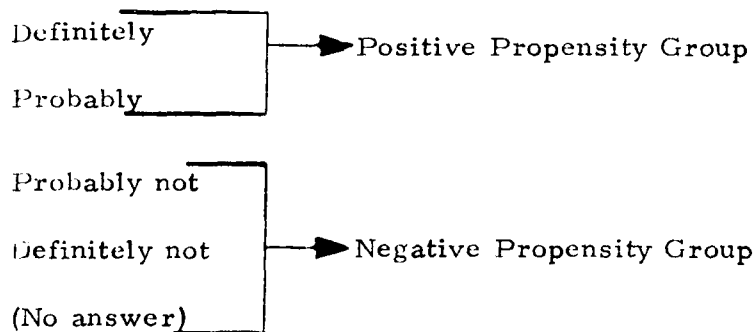 Definitely
Positive Propensity Group
Probably
Probably not
Definitely not
Negative Propensity Group
(No answer)